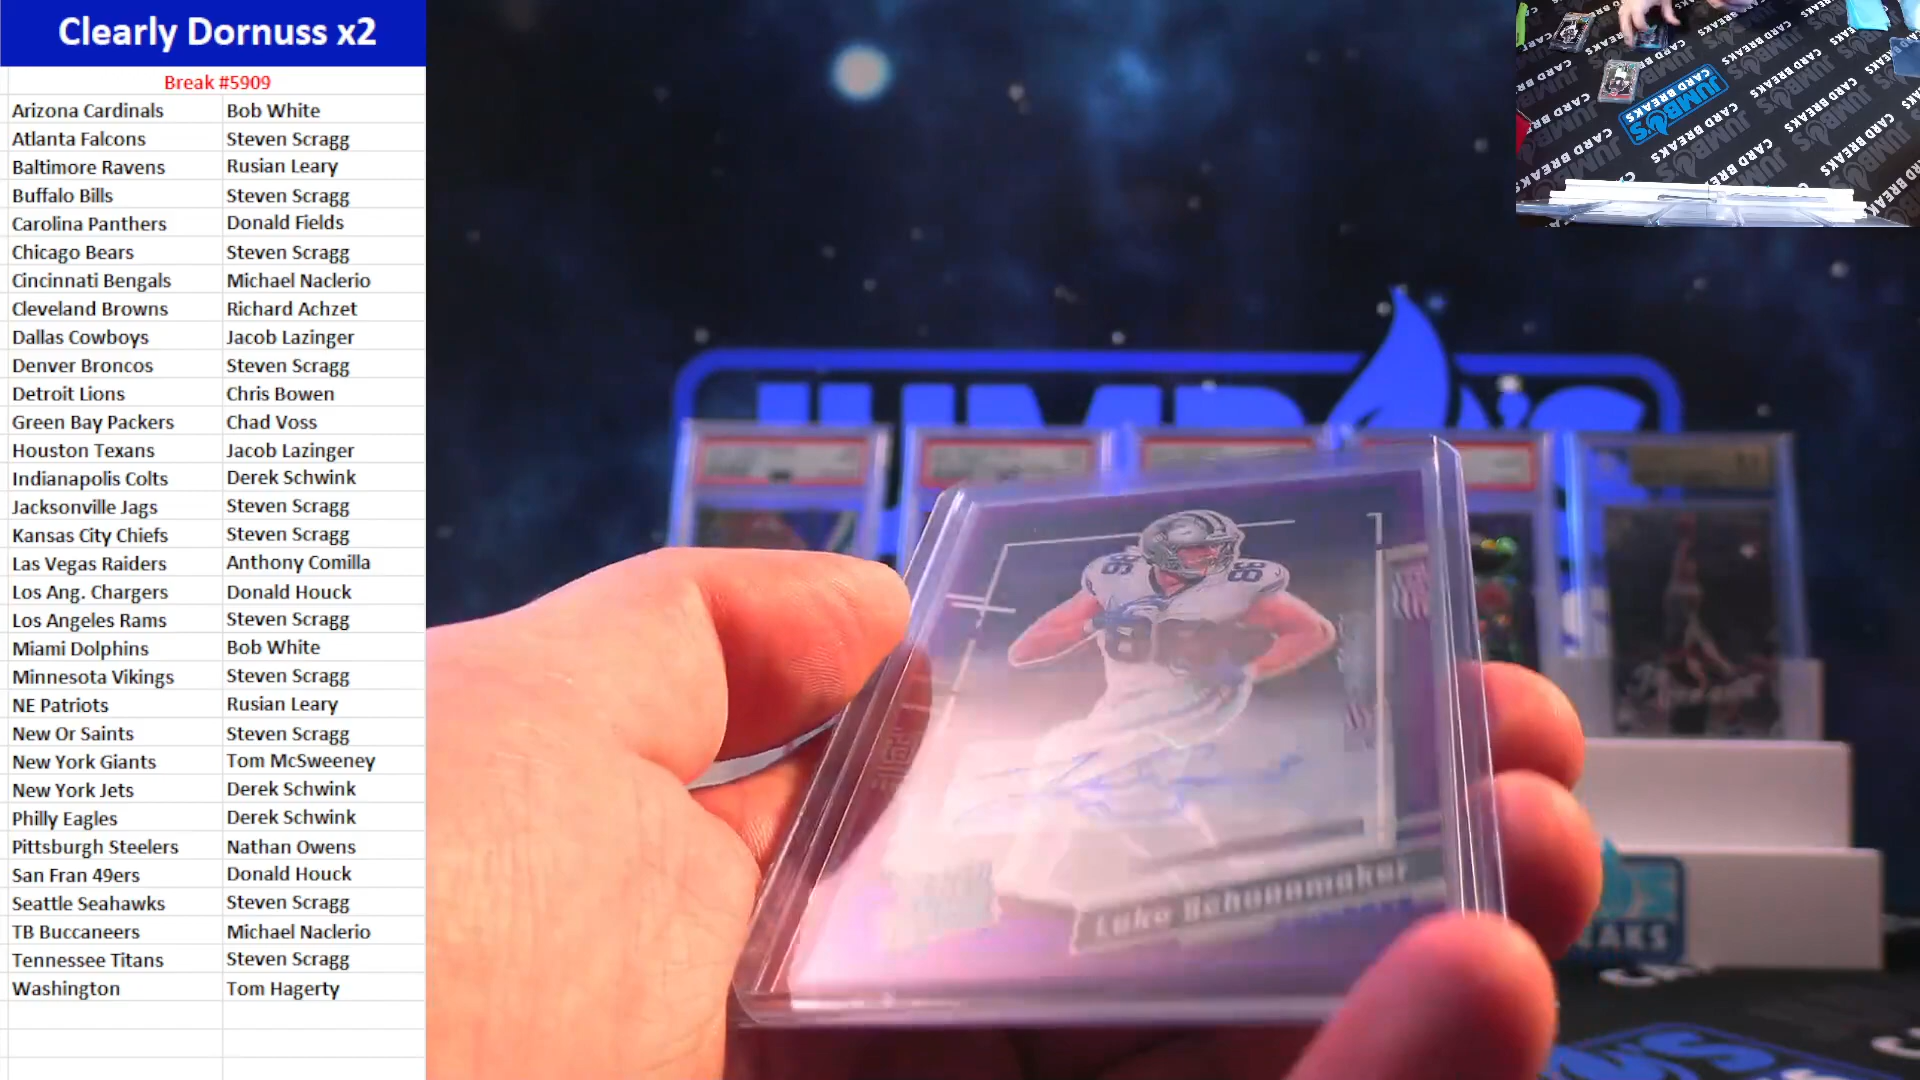 Clearly Dornuss x2
Break #5909
Arizona Cardinals Bob White
Atlanta Falcons Steven Scragg
Baltimore Ravens Rusian Leary
Buffalo Bills Steven Scragg
Carolina Panthers Donald Fields
Chicago Bears Steven Scragg
Cincinnati Bengals Michael Naclerio
Cleveland Browns Richard Achzet
Dallas Cowboys Jacob Lazinger
Denver Broncos Steven Scragg
Detroit Lions Chris Bowen
Green Bay Packers Chad Voss
Houston Texans Jacob Lazinger
Indianapolis Colts Derek Schwink
Jacksonville Jags Steven Scragg
Kansas City Chiefs Steven Scragg
Las Vegas Raiders Anthony Comilla
Los Ang. Chargers Donald Houck
Los Angeles Rams Steven Scragg
Miami Dolphins Bob White
Minnesota Vikings Steven Scragg
NE Patriots Rusian Leary
New Or Saints Steven Scragg
New York Giants Tom McSweeney
New York Jets Derek Schwink
Philly Eagles Derek Schwink
Pittsburgh Steelers Nathan Owens
San Fran 49ers Donald Houck
Seattle Seahawks Steven Scragg
TB Buccaneers Michael Naclerio
Tennessee Titans Steven Scragg
Washington Tom Hagerty
JUMBO'S
CARD BREAKS
JUMBO'S
86
86
Luke Schoonmaker